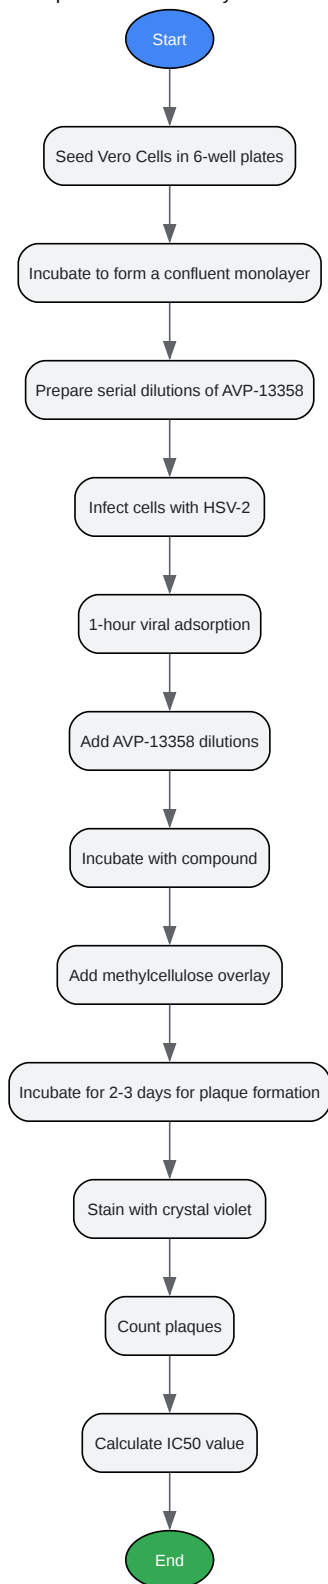 Start
Seed Vero Cells in 6-well plates
Incubate to form a confluent monolayer
Prepare serial dilutions of AVP-13358
Infect cells with HSV-2
1-hour viral adsorption
Add AVP-13358 dilutions
Incubate with compound
Add methylcellulose overlay
Incubate for 2-3 days for plaque formation
Stain with crystal violet
Count plaques
Calculate IC50 value
End